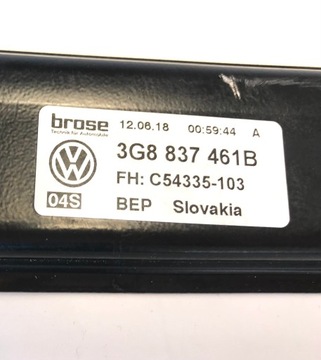 brose 12.06.18 00:59:44 A
Technik für Automobile
3G8 837 461B
FH: C54335-103
04S BEP Slovakia